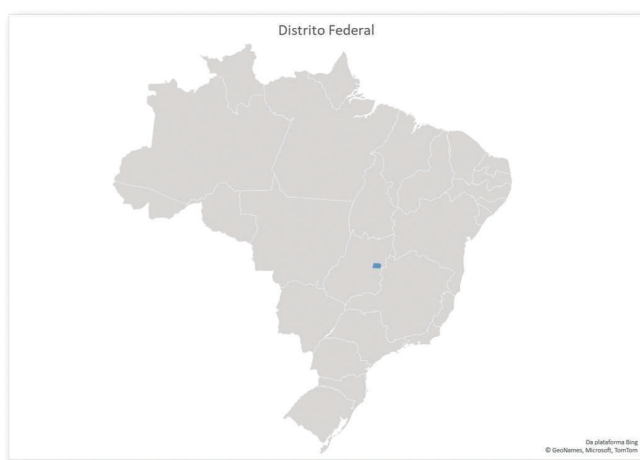 Distrito Federal
Da plataforma Bing
© GeoNames, Microsoft, TomTom